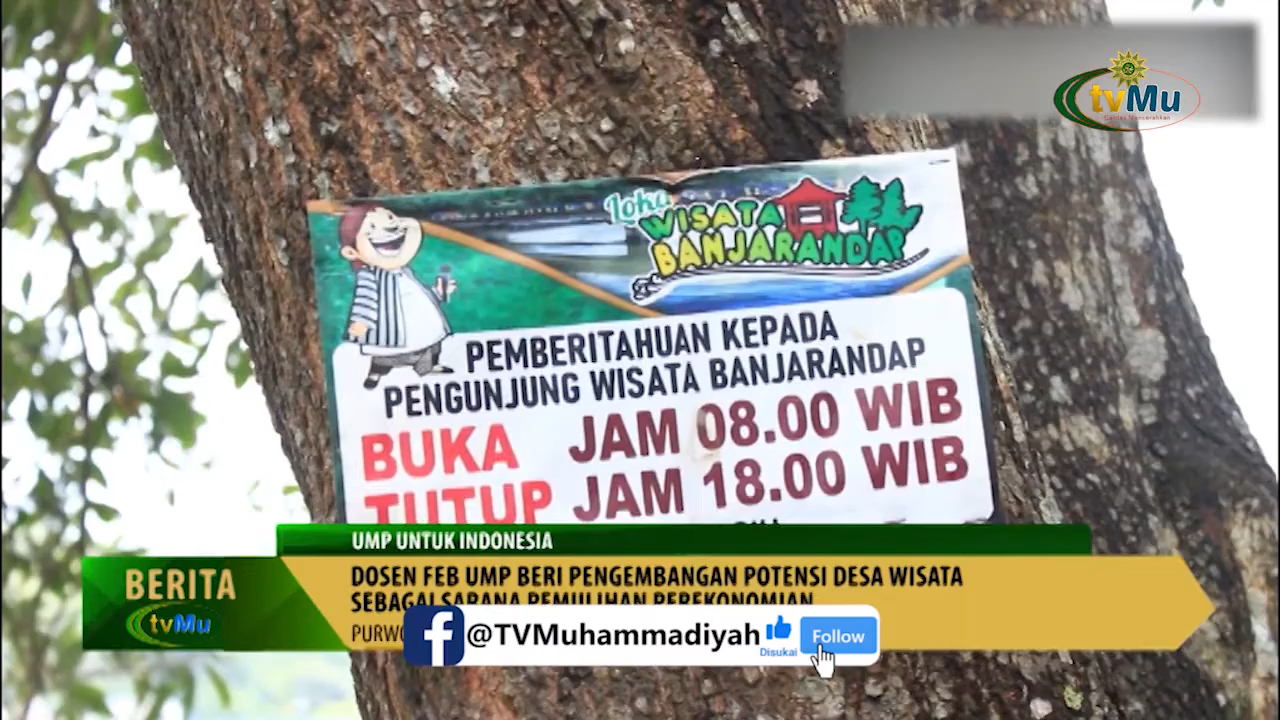 tvMu
Cerdas Mencerahkan
Loka
WISATA
BANJARANDAP
PEMBERITAHUAN KEPADA
PENGUNJUNG WISATA BANJARANDAP
BUKA JAM 08.00 WIB
TUTUP JAM 18.00 WIB
UMP UNTUK INDONESIA
BERITA
tvMu
DOSEN FEB UMP BERI PENGEMBANGAN POTENSI DESA WISATA
SEBAGAI SARANA PEMULIHAN PEREKONOMIAN
@TVMuhammadiyah
Disukai
Follow